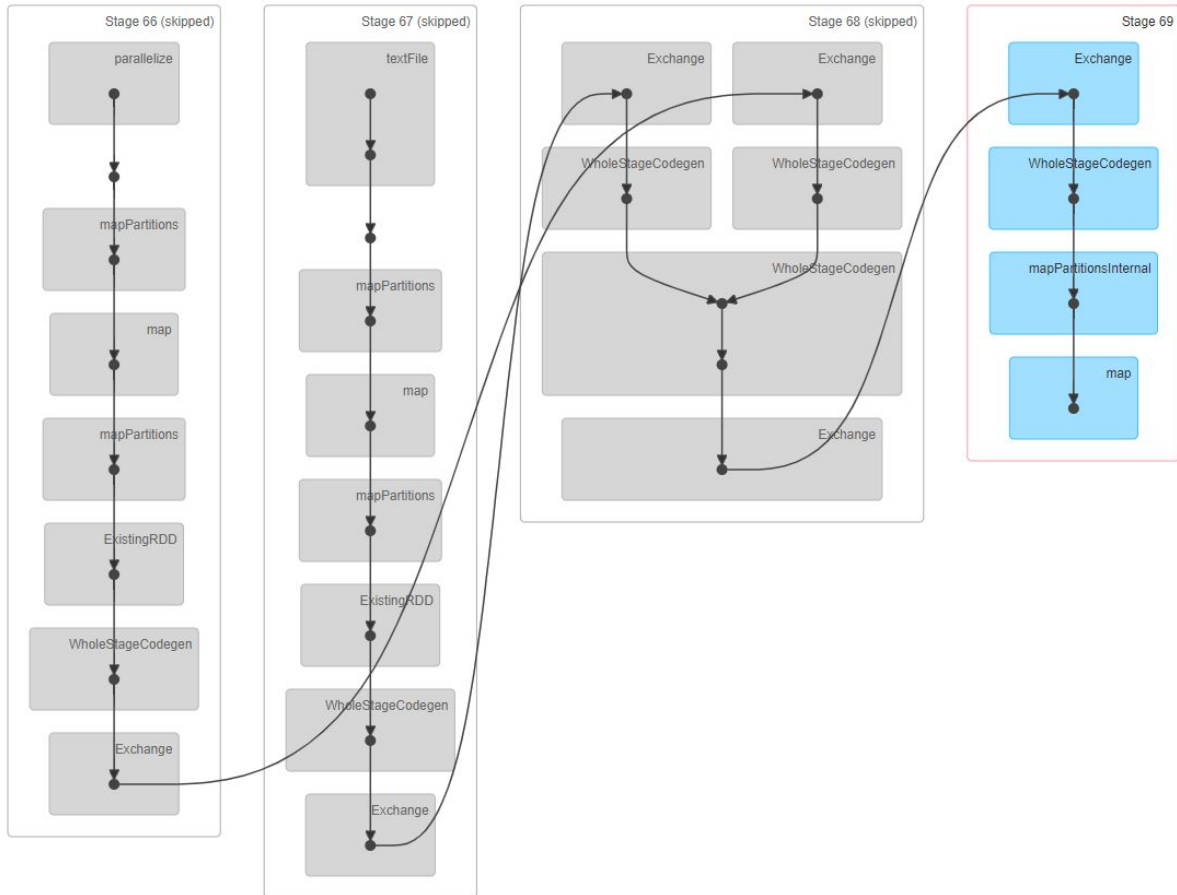 Stage 66 (skipped)
parallelize
mapPartitions
map
mapPartitions
ExistingRDD
WholeStageCodegen
Exchange
Stage 67 (skipped)
textFile
mapPartitions
map
mapPartitions
ExistingRDD
WholeStageCodegen
Exchange
Stage 68 (skipped)
Exchange
Exchange
WholeStageCodegen
WholeStageCodegen
WholeStageCodegen
Exchange
Stage 69
Exchange
WholeStageCodegen
mapPartitionsInternal
map